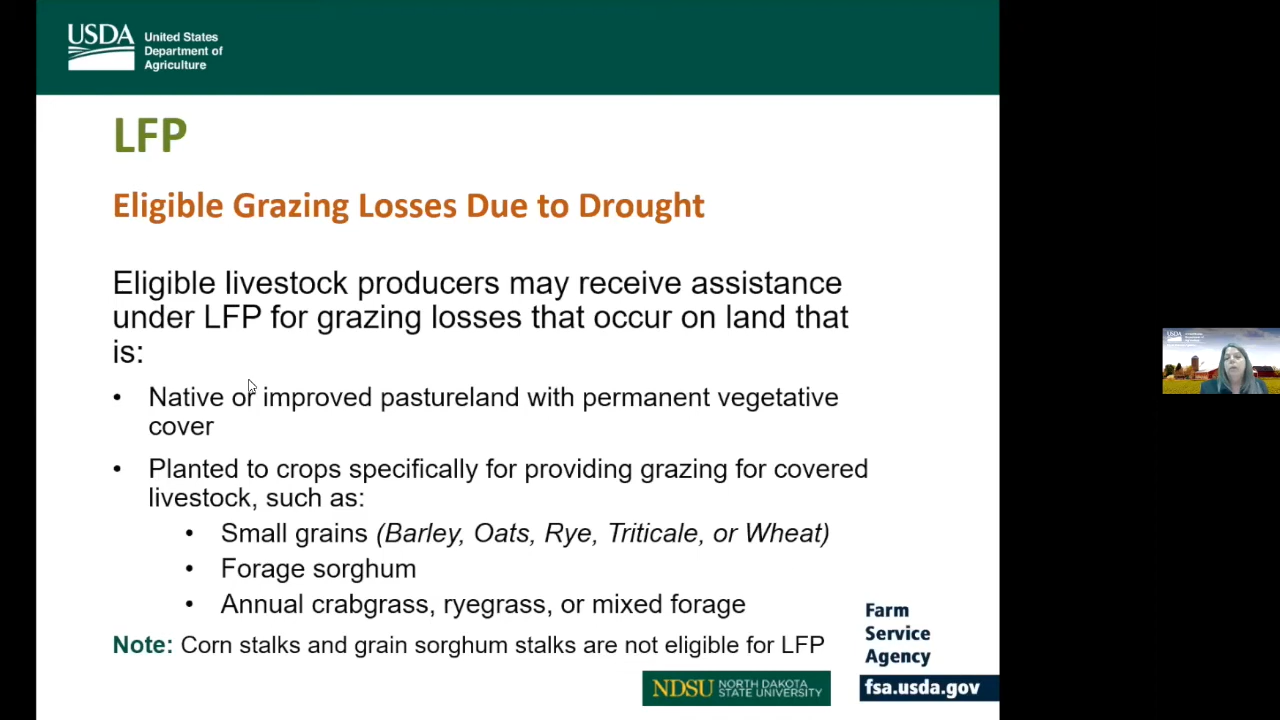 USDA
United States
Department of
Agriculture
LFP
Eligible Grazing Losses Due to Drought
Eligible livestock producers may receive assistance
under LFP for grazing losses that occur on land that
is:
• Native or improved pastureland with permanent vegetative
cover
• Planted to crops specifically for providing grazing for covered
livestock, such as:
• Small grains (Barley, Oats, Rye, Triticale, or Wheat)
• Forage sorghum
• Annual crabgrass, ryegrass, or mixed forage
Note: Corn stalks and grain sorghum stalks are not eligible for LFP
Farm
Service
Agency
fsa.usda.gov
NDSU NORTH DAKOTA
STATE UNIVERSITY